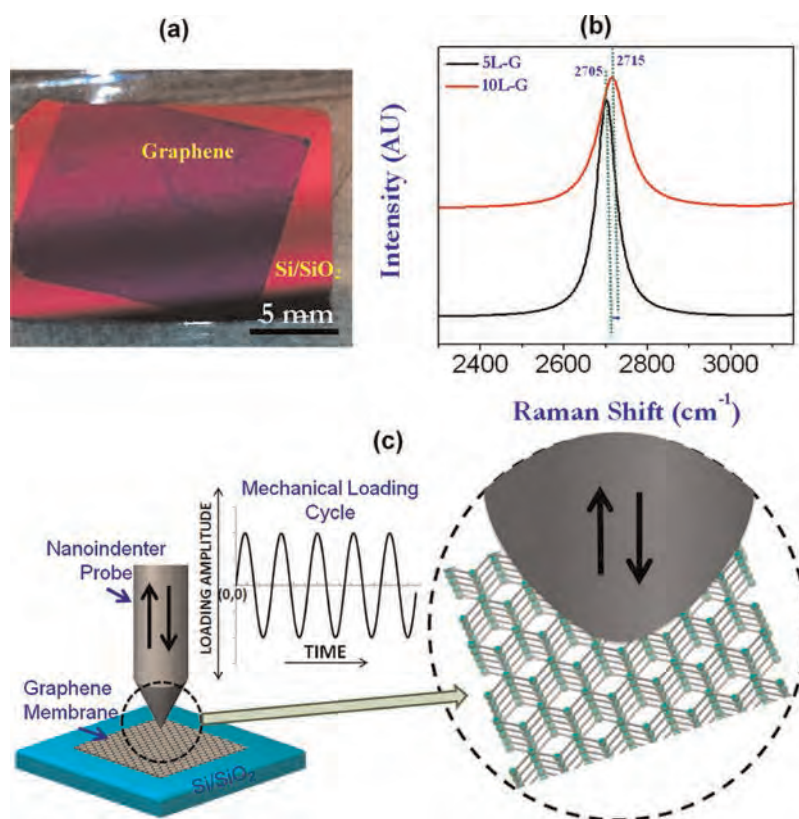 (a)
Graphene
Si/SiO2
5 mm
(b)
5L-G
10L-G
2705
2715
Intensity (AU)
2400 2600 2800 3000
Raman Shift (cm-1)
(c)
Mechanical Loading
Cycle
LOADING AMPLITUDE
(0,0)
TIME
Nanoindenter
Probe
Graphene
Membrane
Si/SiO2